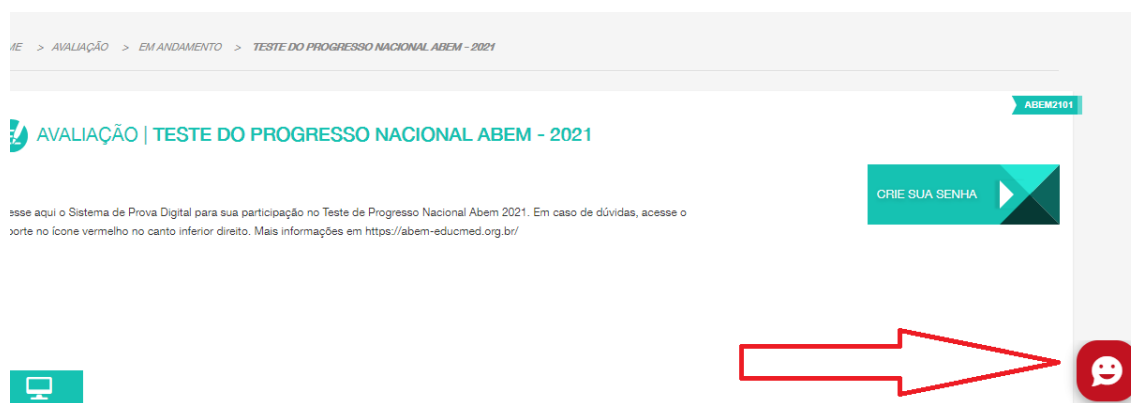 > AVALIAÇÃO > EM ANDAMENTO > TESTE DO PROGRESSO NACIONAL ABEM - 2021
ABEM2101
AVALIAÇÃO | TESTE DO PROGRESSO NACIONAL ABEM - 2021
CRIE SUA SENHA
esse aqui o Sistema de Prova Digital para sua participação no Teste de Progresso Nacional Abem 2021. Em caso de dúvidas, acesse o
porte no ícone vermelho no canto inferior direito. Mais informações em https://abem-educmed.org.br/